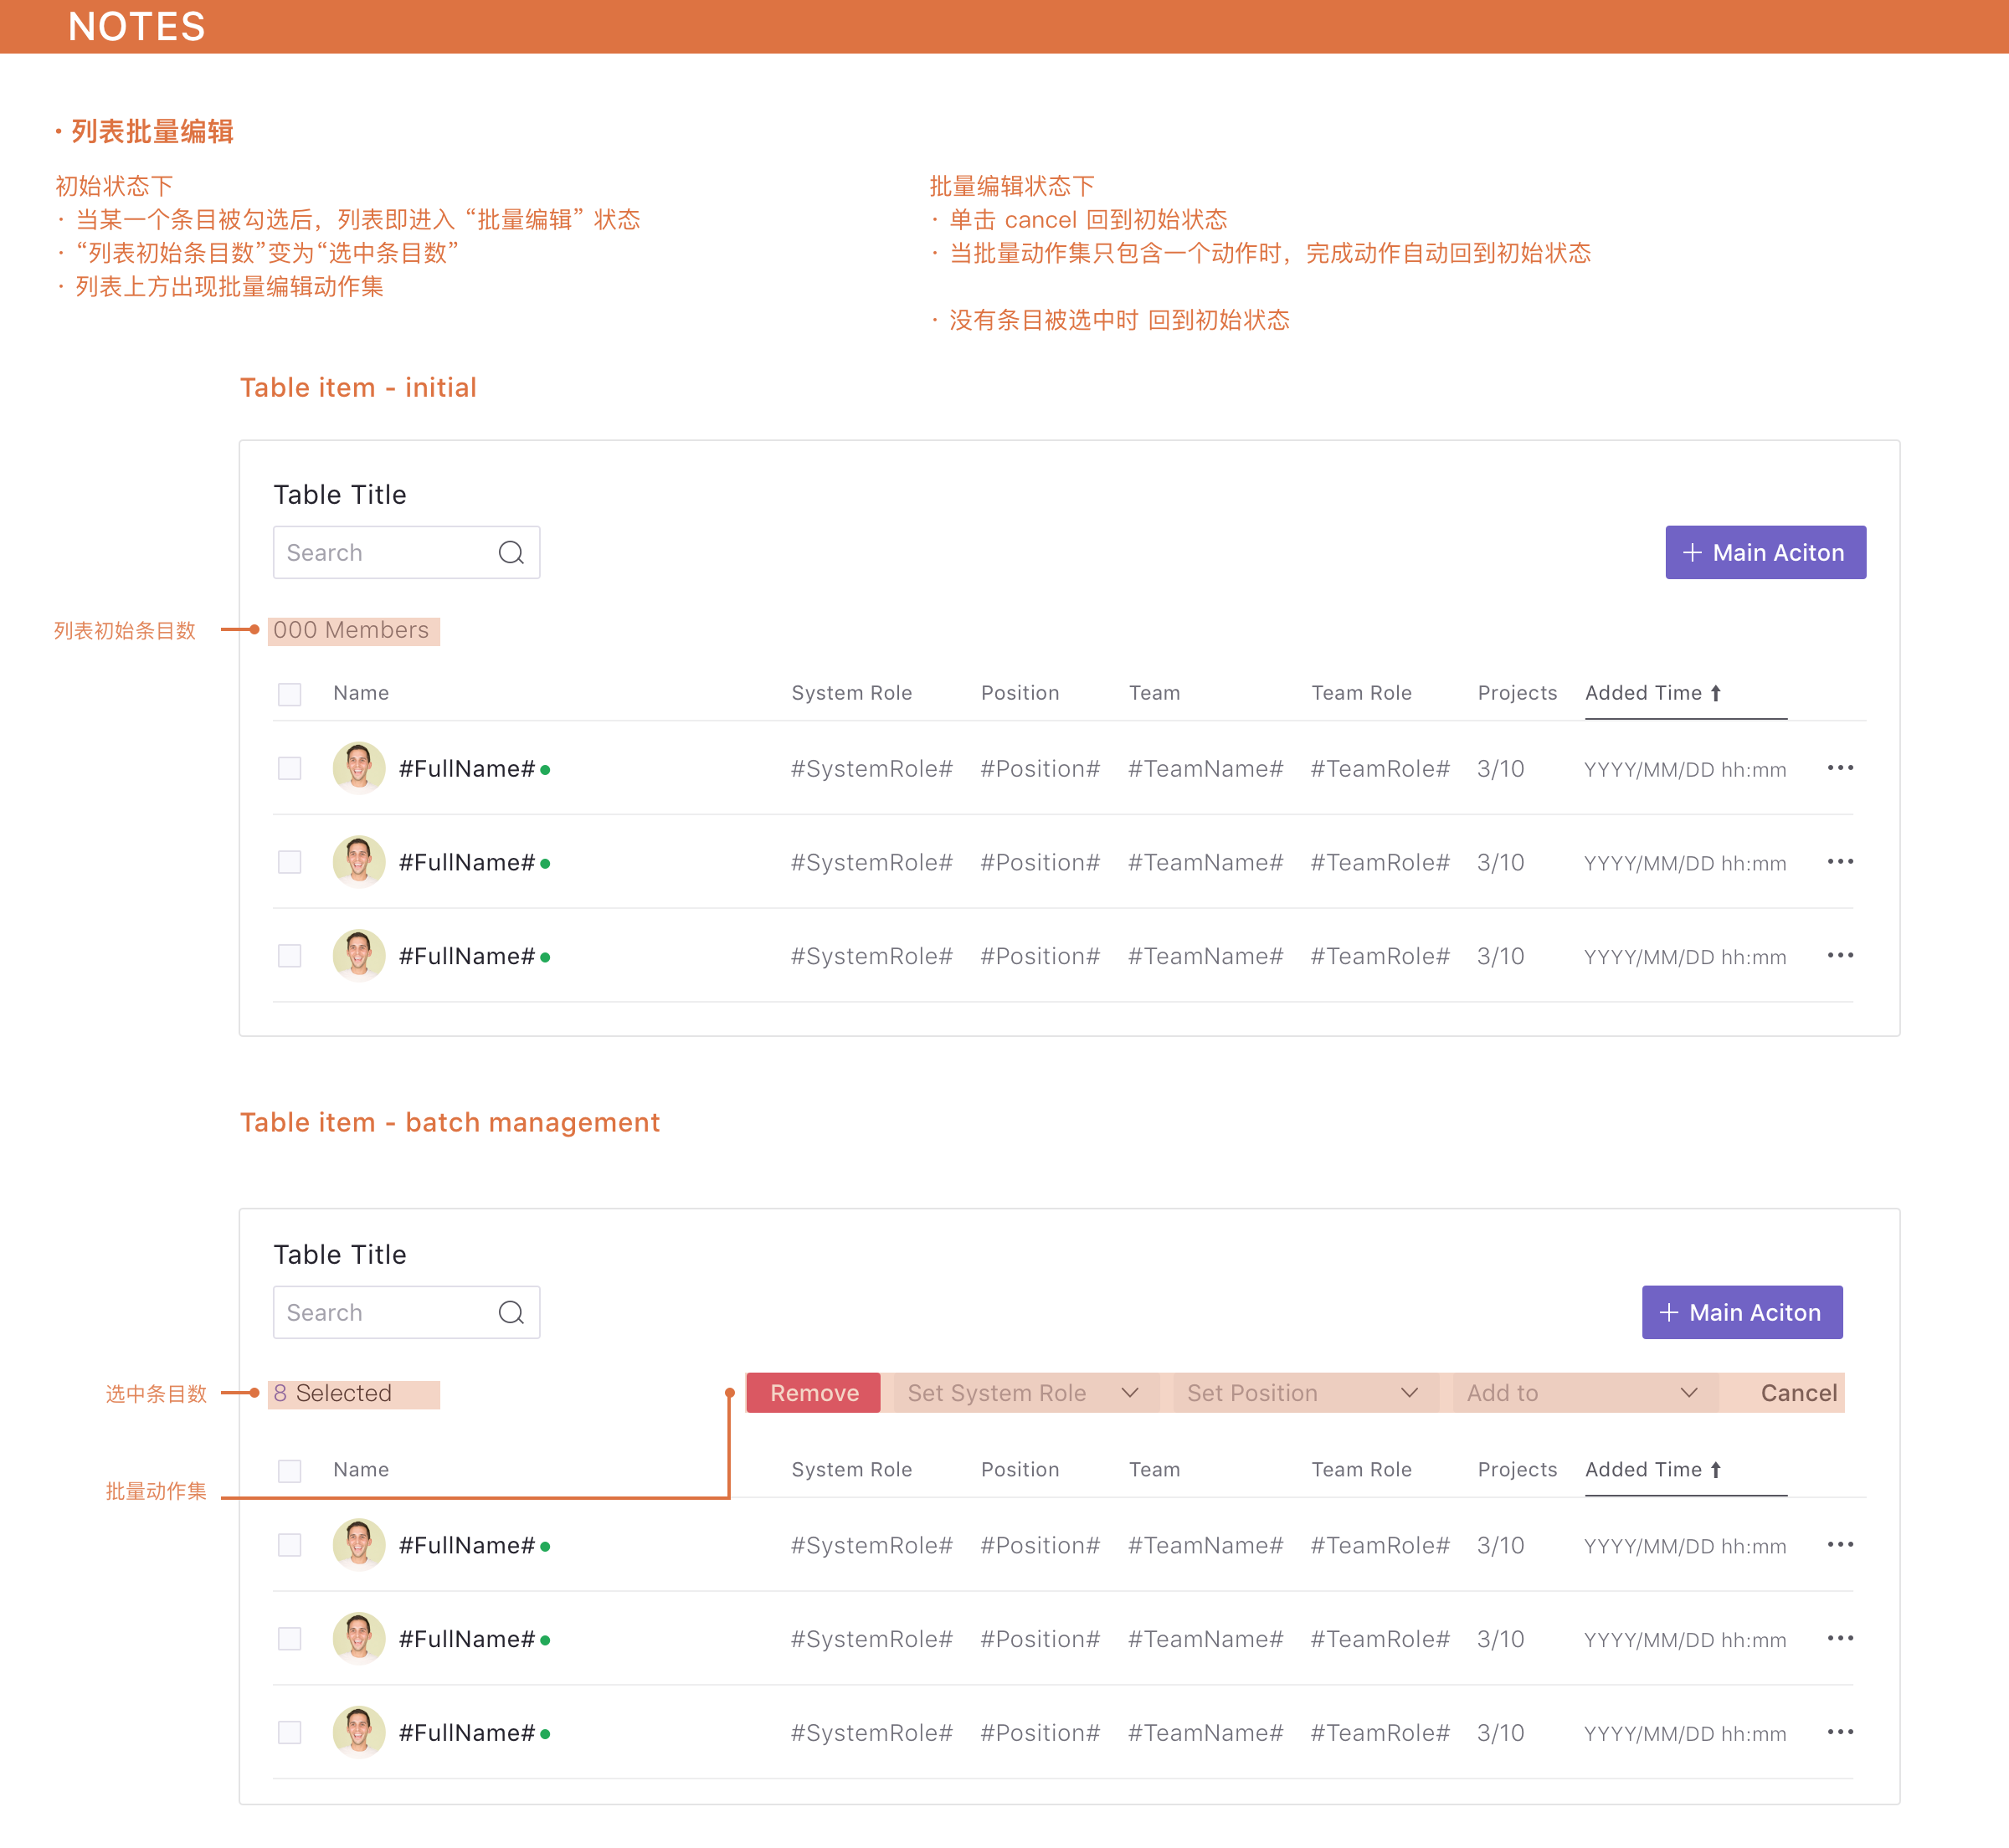 NOTES
· 列表批量编辑
初始状态下
· 当某一个条目被勾选后，列表即进入 “批量编辑” 状态
· “列表初始条目数”变为“选中条目数”
· 列表上方出现批量编辑动作集
批量编辑状态下
· 单击 cancel 回到初始状态
· 当批量动作集只包含一个动作时，完成动作自动回到初始状态
· 没有条目被选中时 回到初始状态
Table item - initial
Table Title
Search
+ Main Aciton
列表初始条目数
000 Members
Name System Role Position Team Team Role Projects Added Time
#FullName# #SystemRole# #Position# #TeamName# #TeamRole# 3/10 YYYY/MM/DD hh:mm
#FullName# #SystemRole# #Position# #TeamName# #TeamRole# 3/10 YYYY/MM/DD hh:mm
#FullName# #SystemRole# #Position# #TeamName# #TeamRole# 3/10 YYYY/MM/DD hh:mm
Table item - batch management
Table Title
Search
+ Main Aciton
选中条目数
8 Selected
Remove Set System Role Set Position Add to Cancel
批量动作集
Name System Role Position Team Team Role Projects Added Time
#FullName# #SystemRole# #Position# #TeamName# #TeamRole# 3/10 YYYY/MM/DD hh:mm
#FullName# #SystemRole# #Position# #TeamName# #TeamRole# 3/10 YYYY/MM/DD hh:mm
#FullName# #SystemRole# #Position# #TeamName# #TeamRole# 3/10 YYYY/MM/DD hh:mm